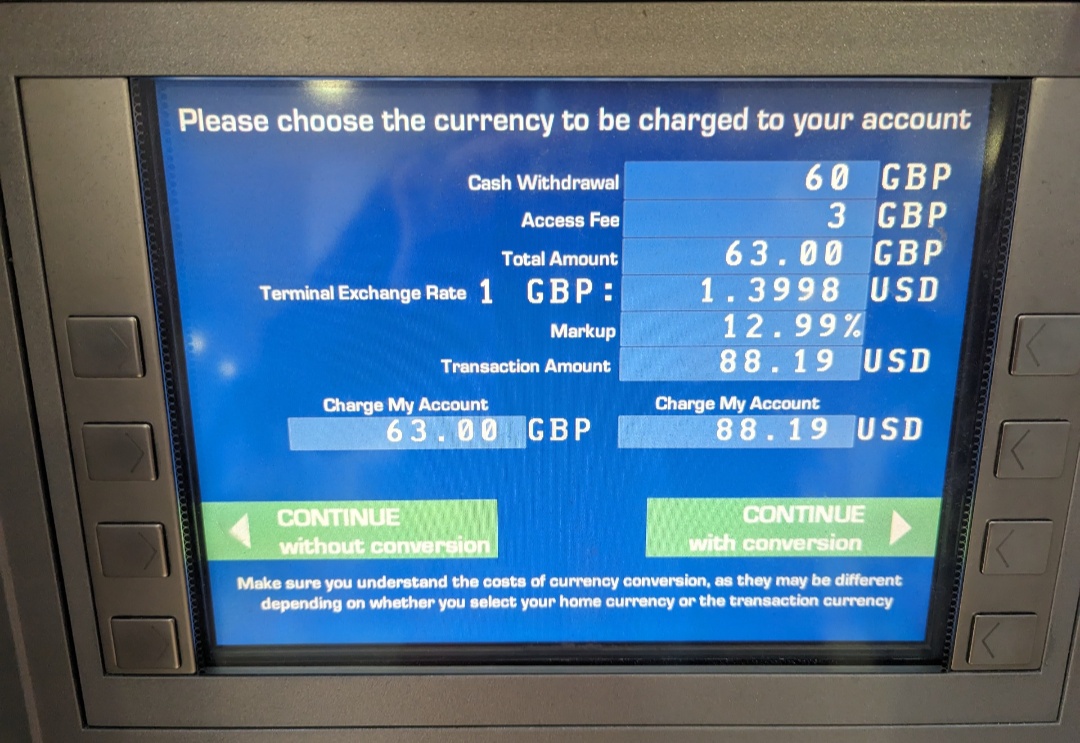 Please choose the currency to be charged to your account
Cash Withdrawal 60 GBP
Access Fee 3 GBP
Total Amount 63.00 GBP
Terminal Exchange Rate 1 GBP: 1.3998 USD
Markup 12.99%
Transaction Amount 88.19 USD
Charge My Account Charge My Account
63.00 GBP 88.19 USD
CONTINUE CONTINUE
without conversion with conversion
Make sure you understand the costs of currency conversion, as they may be different
depending on whether you select your home currency or the transaction currency